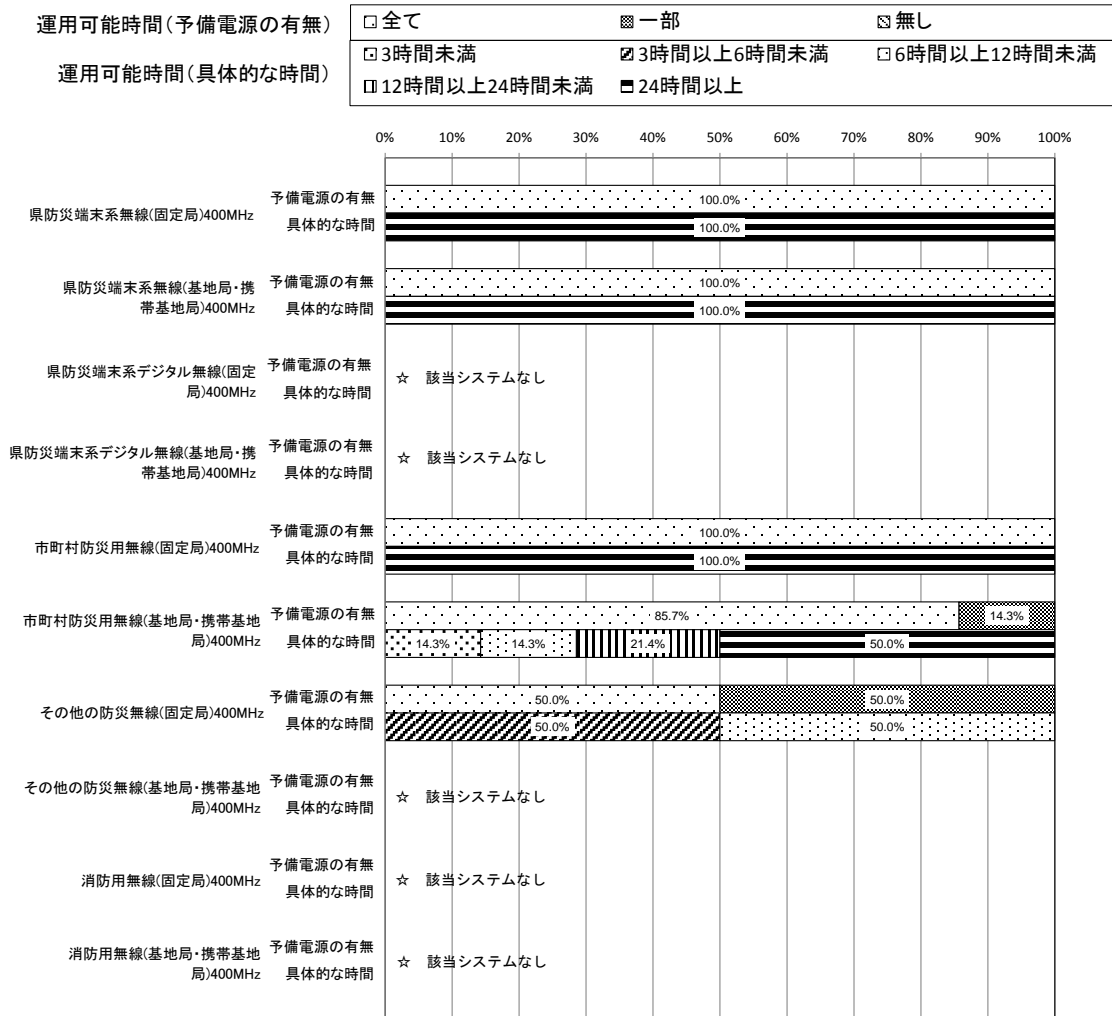 運用可能時間(予備電源の有無)
全て 一部 無し
運用可能時間(具体的な時間)
3時間未満 3時間以上6時間未満 6時間以上12時間未満
12時間以上24時間未満 24時間以上
0% 10% 20% 30% 40% 50% 60% 70% 80% 90% 100%
県防災端末系無線(固定局)400MHz
予備電源の有無
100.0%
具体的な時間
100.0%
県防災端末系無線(基地局・携
帯基地局)400MHz
予備電源の有無
100.0%
具体的な時間
100.0%
県防災端末系デジタル無線(固定
局)400MHz
予備電源の有無
具体的な時間
☆ 該当システムなし
県防災端末系デジタル無線(基地局・携
帯基地局)400MHz
予備電源の有無
具体的な時間
☆ 該当システムなし
市町村防災用無線(固定局)400MHz
予備電源の有無
100.0%
具体的な時間
100.0%
市町村防災用無線(基地局・携帯基地
局)400MHz
予備電源の有無
85.7% 14.3%
具体的な時間
14.3% 14.3% 21.4% 50.0%
その他の防災無線(固定局)400MHz
予備電源の有無
50.0% 50.0%
具体的な時間
50.0% 50.0%
その他の防災無線(基地局・携帯基地
局)400MHz
予備電源の有無
具体的な時間
☆ 該当システムなし
消防用無線(固定局)400MHz
予備電源の有無
具体的な時間
☆ 該当システムなし
消防用無線(基地局・携帯基地
局)400MHz
予備電源の有無
具体的な時間
☆ 該当システムなし